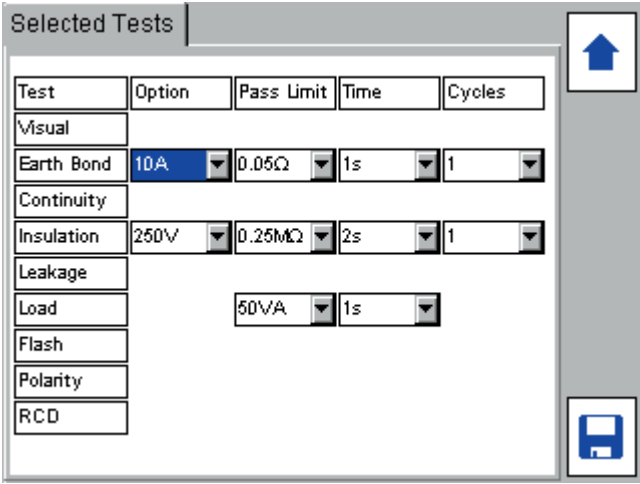 Selected Tests
Test Option Pass Limit Time Cycles
Visual
Earth Bond 10A 0.05Ω 1s 1
Continuity
Insulation 250V 0.25MΩ 2s 1
Leakage
Load 50VA 1s
Flash
Polarity
RCD